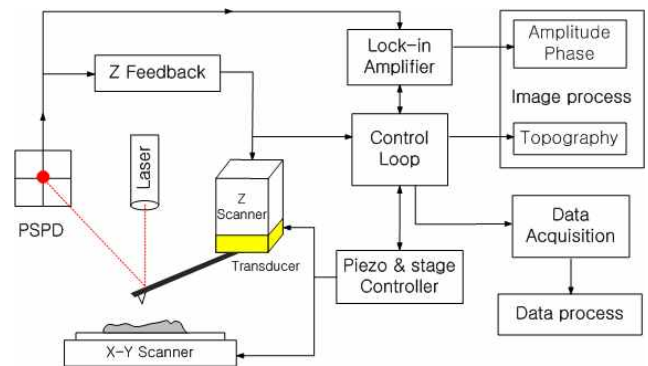 Lock-in
Amplifier
Amplitude
Phase
Z Feedback
Image process
Control
Loop
Topography
Laser
Z
Scanner
PSPD
Data
Acquisition
Transducer
Piezo & stage
Controller
Data process
X-Y Scanner